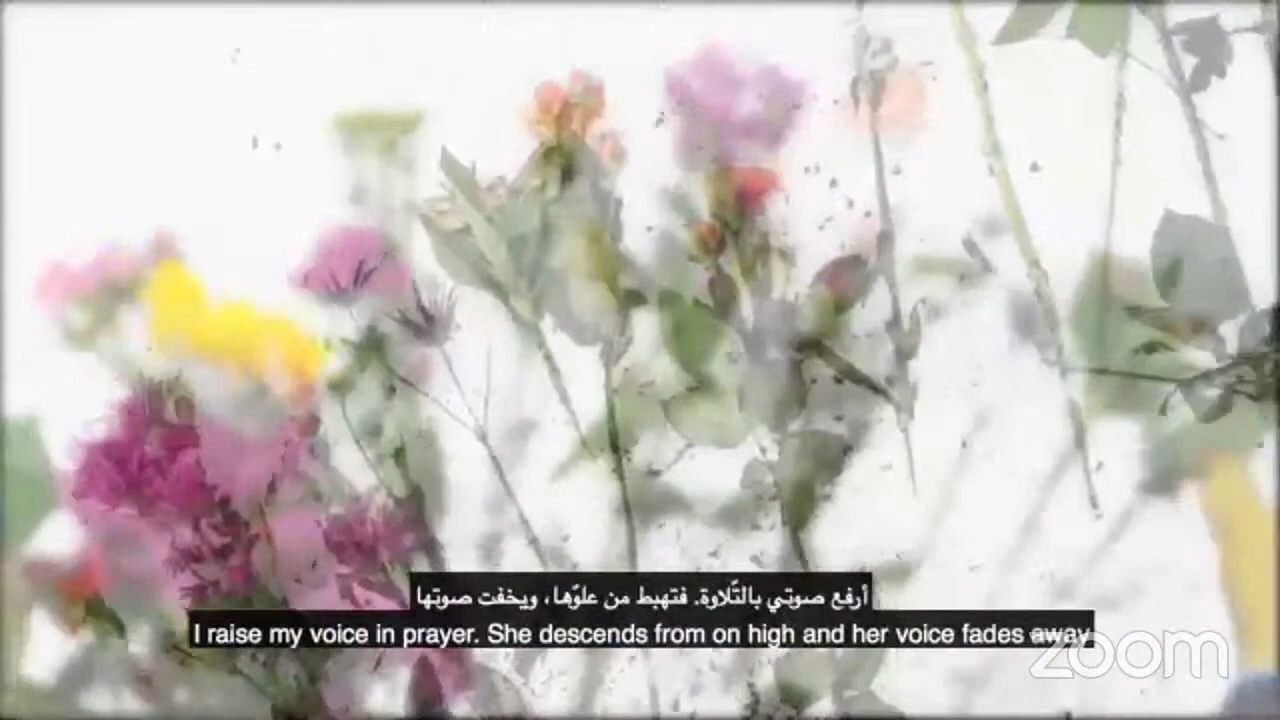 أرفع صوتي بالتّلاوة. فتهبط من علوّها، ويخفت صوتها
I raise my voice in prayer. She descends from on high and her voice fades away
zoom